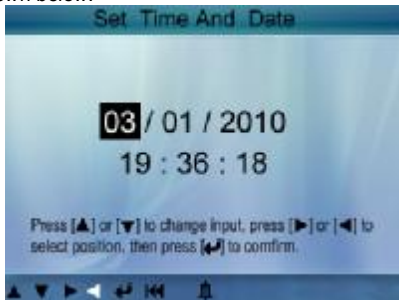 Set Time And Date
03 / 01 / 2010
19 : 36 : 18
Press [▲] or [▼] to change input, press [▶] or [◀] to
select position, then press [↵] to comfirm.